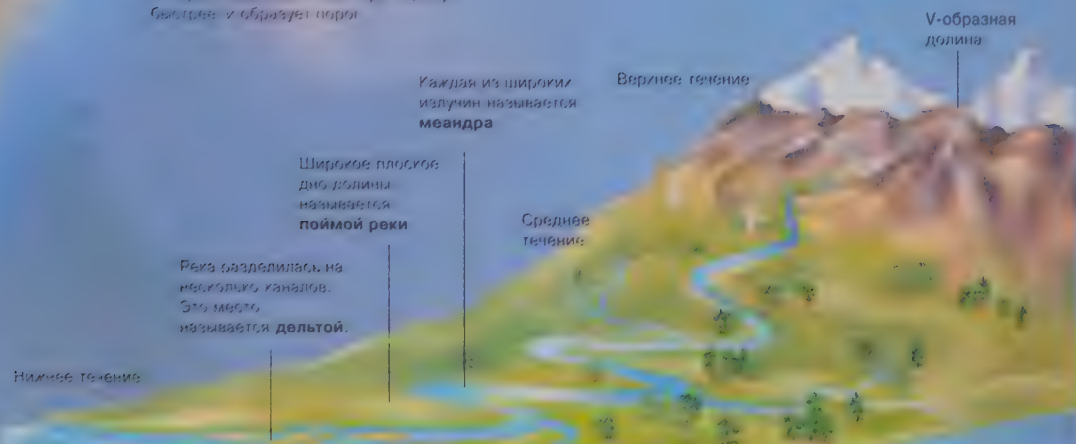 быстрее и образует порог
V-образная
долина
Каждая из широких
излучин называется
меандра
Верхнее течение
Широкое плоское
дно долины
называется
поймой реки
Среднее
течение
Река разделилась на
несколько каналов.
Это место
называется дельтой.
Нижнее течение